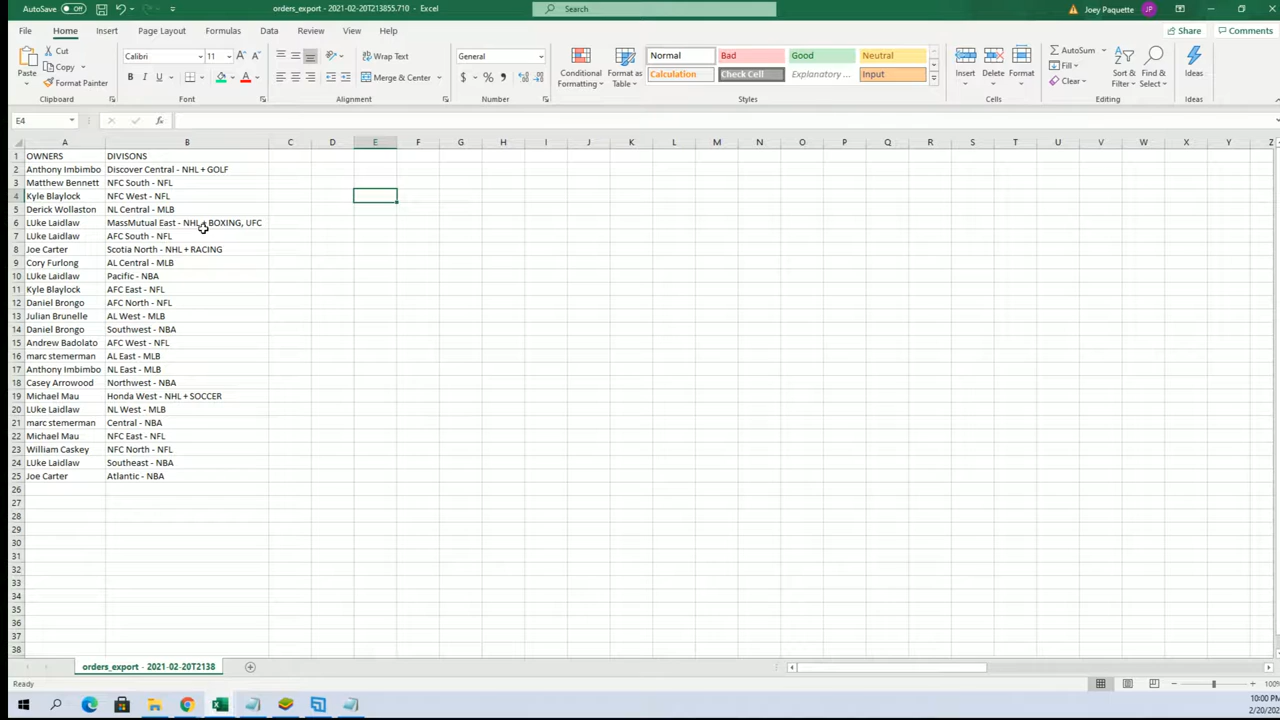 AutoSave Off
orders_export - 2021-02-20T213855.710 - Excel
Search
Joey Paquette
JP
File Home Insert Page Layout Formulas Data Review View Help
Share Comments
Paste
Cut
Copy
Format Painter
Calibri 11
B I U
Wrap Text
Merge & Center
General
Conditional Formatting
Format as Table
Normal Bad Good Neutral
Calculation Check Cell Explanatory ... Input
Insert Delete Format
AutoSum
Fill
Clear
Sort & Filter
Find & Select
Ideas
Clipboard Font Alignment Number Styles Cells Editing Ideas
E4
A B C D E F G H I J K L M N O P Q R S T U V W X Y Z
1 OWNERS DIVISONS
2 Anthony Imbimbo Discover Central - NHL + GOLF
3 Matthew Bennett NFC South - NFL
4 Kyle Blaylock NFC West - NFL
5 Derick Wollaston NL Central - MLB
6 LUke Laidlaw MassMutual East - NHL + BOXING, UFC
7 LUke Laidlaw AFC South - NFL
8 Joe Carter Scotia North - NHL + RACING
9 Cory Furlong AL Central - MLB
10 LUke Laidlaw Pacific - NBA
11 Kyle Blaylock AFC East - NFL
12 Daniel Brongo AFC North - NFL
13 Julian Brunelle AL West - MLB
14 Daniel Brongo Southwest - NBA
15 Andrew Badolato AFC West - NFL
16 marc stemerman AL East - MLB
17 Anthony Imbimbo NL East - MLB
18 Casey Arrowood Northwest - NBA
19 Michael Mau Honda West - NHL + SOCCER
20 LUke Laidlaw NL West - MLB
21 marc stemerman Central - NBA
22 Michael Mau NFC East - NFL
23 William Caskey NFC North - NFL
24 LUke Laidlaw Southeast - NBA
25 Joe Carter Atlantic - NBA
26
27
28
29
30
31
32
33
34
35
36
37
38
orders_export - 2021-02-20T2138
Ready
100%
10:00 PM
2/20/202